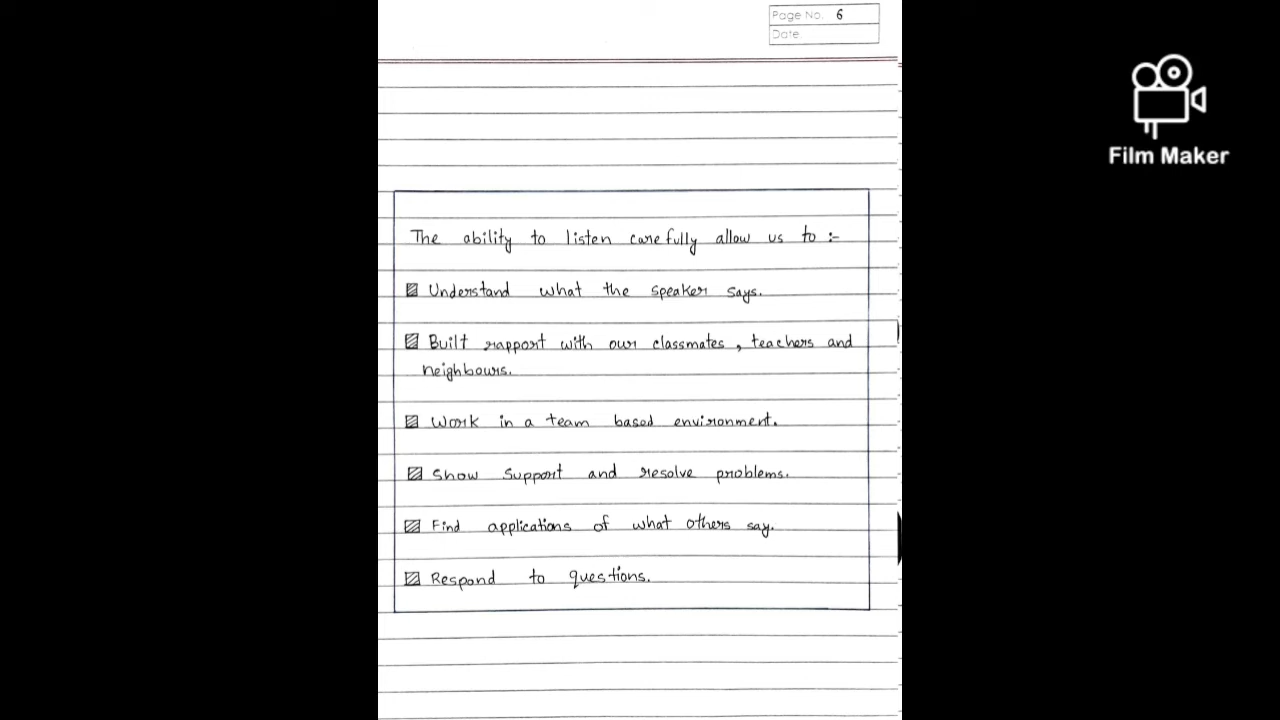 Page No. 6
Date
Film Maker
The ability to listen carefully allow us to :-
Understand what the speaker says.
Built rapport with our classmates, teachers and
neighbours.
Work in a team based environment.
Show support and resolve problems.
Find applications of what others say.
Respond to questions.